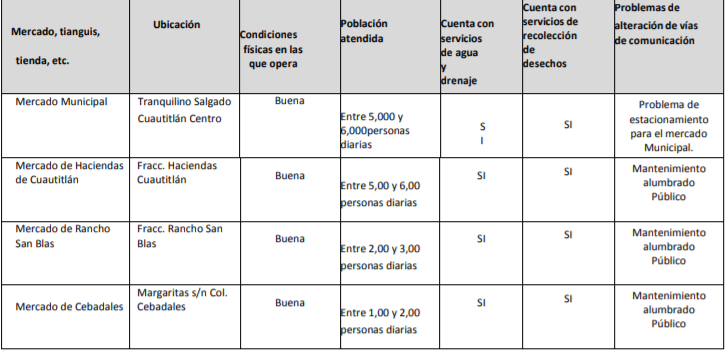 Mercado, tianguis,
tienda, etc.
Ubicación
Condiciones
físicas en las
que opera
Población
atendida
Cuenta con
servicios
de agua
y
drenaje
Cuenta con
servicios de
recolección
de
desechos
Problemas de
alteración de vías
de comunicación
Mercado Municipal
Tranquilino Salgado
Cuautitlán Centro
Buena
Entre 5,000 y
6,000personas
diarias
S
I
SI
Problema de
estacionamiento
para el mercado
Municipal.
Mercado de Haciendas
de Cuautitlán
Fracc. Haciendas
Cuautitlán
Buena
Entre 5,00 y 6,00
personas diarias
SI
SI
Mantenimiento
alumbrado
Público
Mercado de Rancho
San Blas
Fracc. Rancho San
Blas
Buena
Entre 2,00 y 3,00
personas diarias
SI
SI
Mantenimiento
alumbrado
Público
Mercado de Cebadales
Margaritas s/n Col.
Cebadales
Buena
Entre 1,00 y 2,00
personas diarias
SI
SI
Mantenimiento
alumbrado
Público